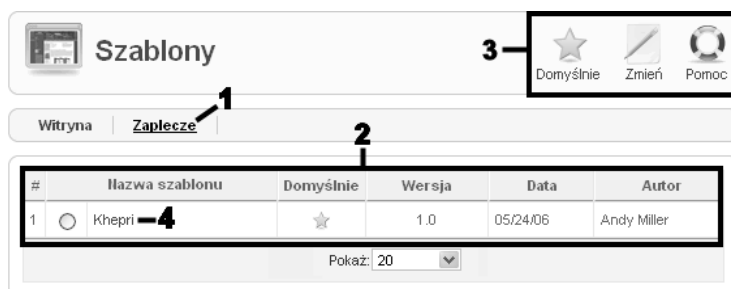 Szablony
3
Domyślnie Zmień Pomoc
1
Witryna Zaplecze
2
# Nazwa szablonu Domyślnie Wersja Data Autor
1 Khepri 4 1.0 05/24/06 Andy Miller
Pokaż: 20